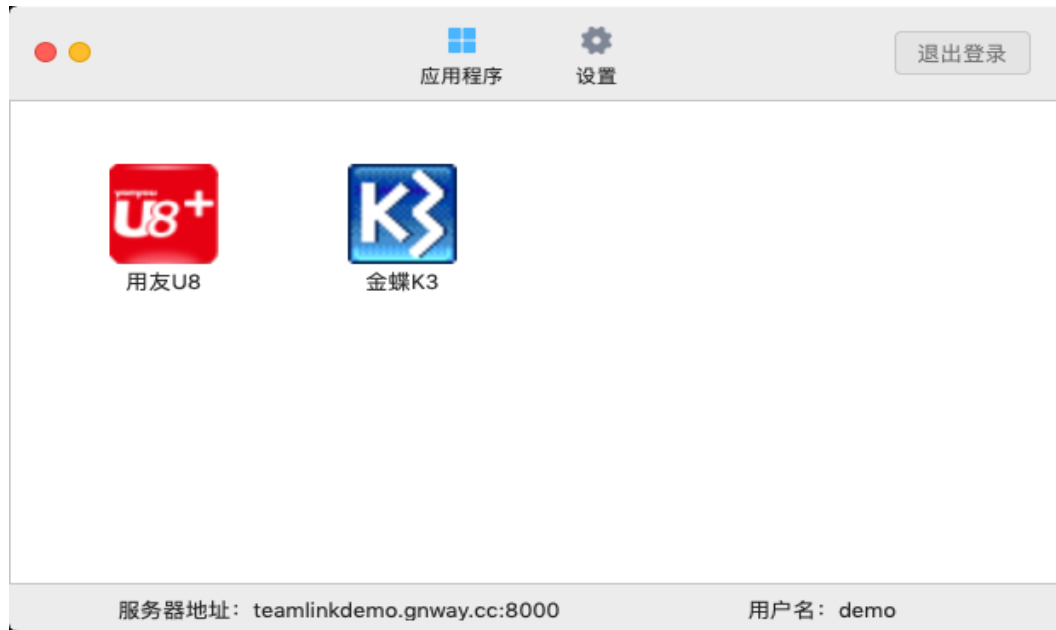 应用程序
设置
退出登录
U8+
K3
用友U8
金蝶K3
服务器地址：teamlinkdemo.gnway.cc:8000
用户名：demo